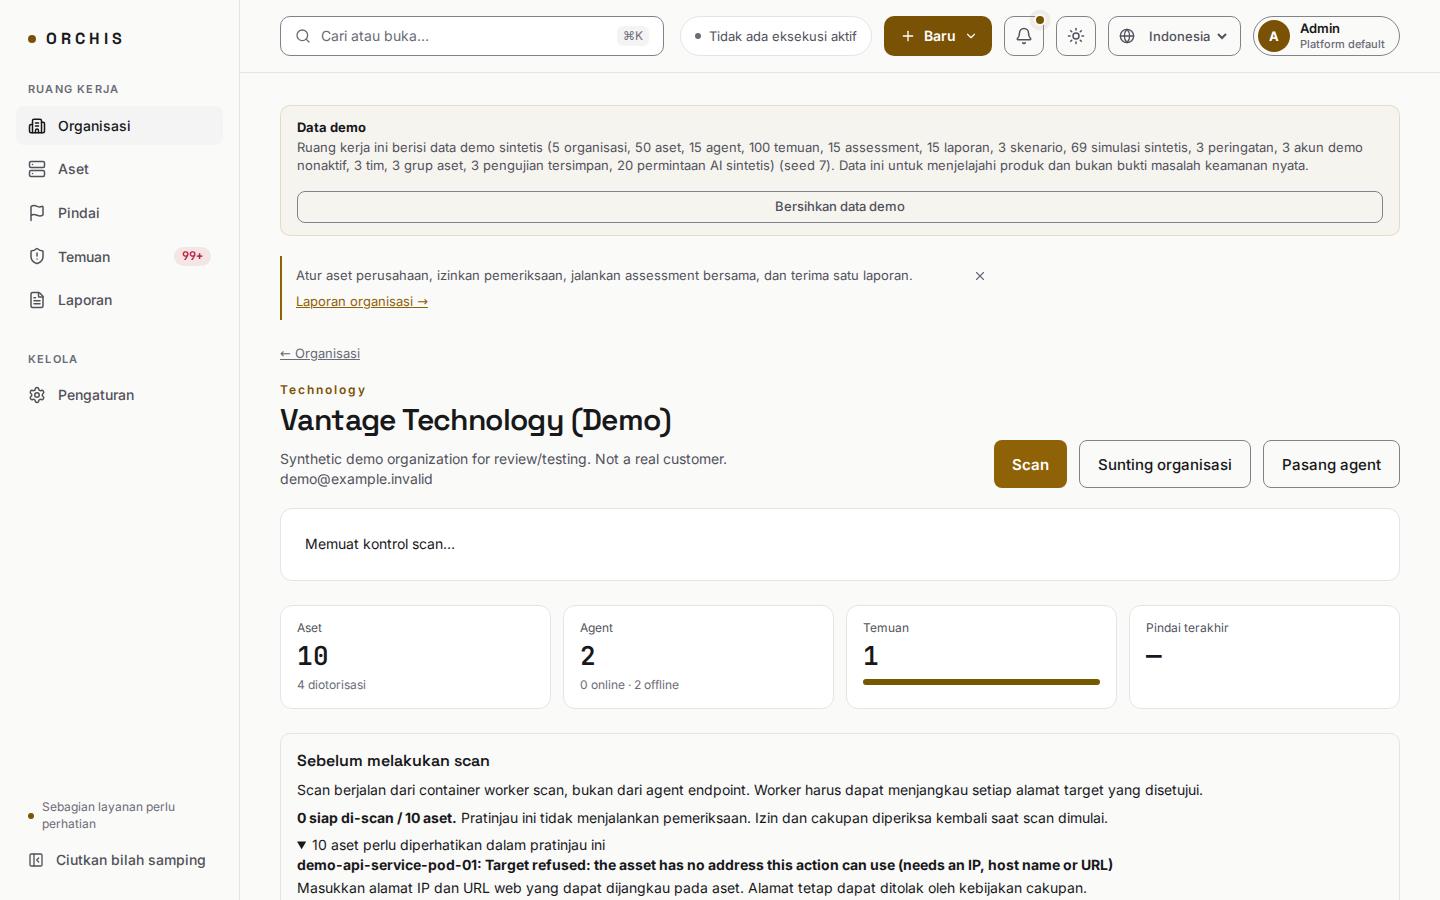 ORCHIS
RUANG KERJA
Organisasi
Aset
Pindai
Temuan
99+
Laporan
KELOLA
Pengaturan
Sebagian layanan perlu
perhatian
Ciutkan bilah samping
Cari atau buka...
⌘K
Tidak ada eksekusi aktif
+ Baru
Indonesia
A
Admin
Platform default
Data demo
Ruang kerja ini berisi data demo sintetis (5 organisasi, 50 aset, 15 agent, 100 temuan, 15 assessment, 15 laporan, 3 skenario, 69 simulasi sintetis, 3 peringatan, 3 akun demo
nonaktif, 3 tim, 3 grup aset, 3 pengujian tersimpan, 20 permintaan AI sintetis) (seed 7). Data ini untuk menjelajahi produk dan bukan bukti masalah keamanan nyata.
Bersihkan data demo
Atur aset perusahaan, izinkan pemeriksaan, jalankan assessment bersama, dan terima satu laporan.
Laporan organisasi →
← Organisasi
Technology
Vantage Technology (Demo)
Synthetic demo organization for review/testing. Not a real customer.
demo@example.invalid
Scan
Sunting organisasi
Pasang agent
Memuat kontrol scan...
Aset
10
4 diotorisasi
Agent
2
0 online · 2 offline
Temuan
1
Pindai terakhir
—
Sebelum melakukan scan
Scan berjalan dari container worker scan, bukan dari agent endpoint. Worker harus dapat menjangkau setiap alamat target yang disetujui.
0 siap di-scan / 10 aset. Pratinjau ini tidak menjalankan pemeriksaan. Izin dan cakupan diperiksa kembali saat scan dimulai.
▼ 10 aset perlu diperhatikan dalam pratinjau ini
demo-api-service-pod-01: Target refused: the asset has no address this action can use (needs an IP, host name or URL)
Masukkan alamat IP dan URL web yang dapat dijangkau pada aset. Alamat tetap dapat ditolak oleh kebijakan cakupan.